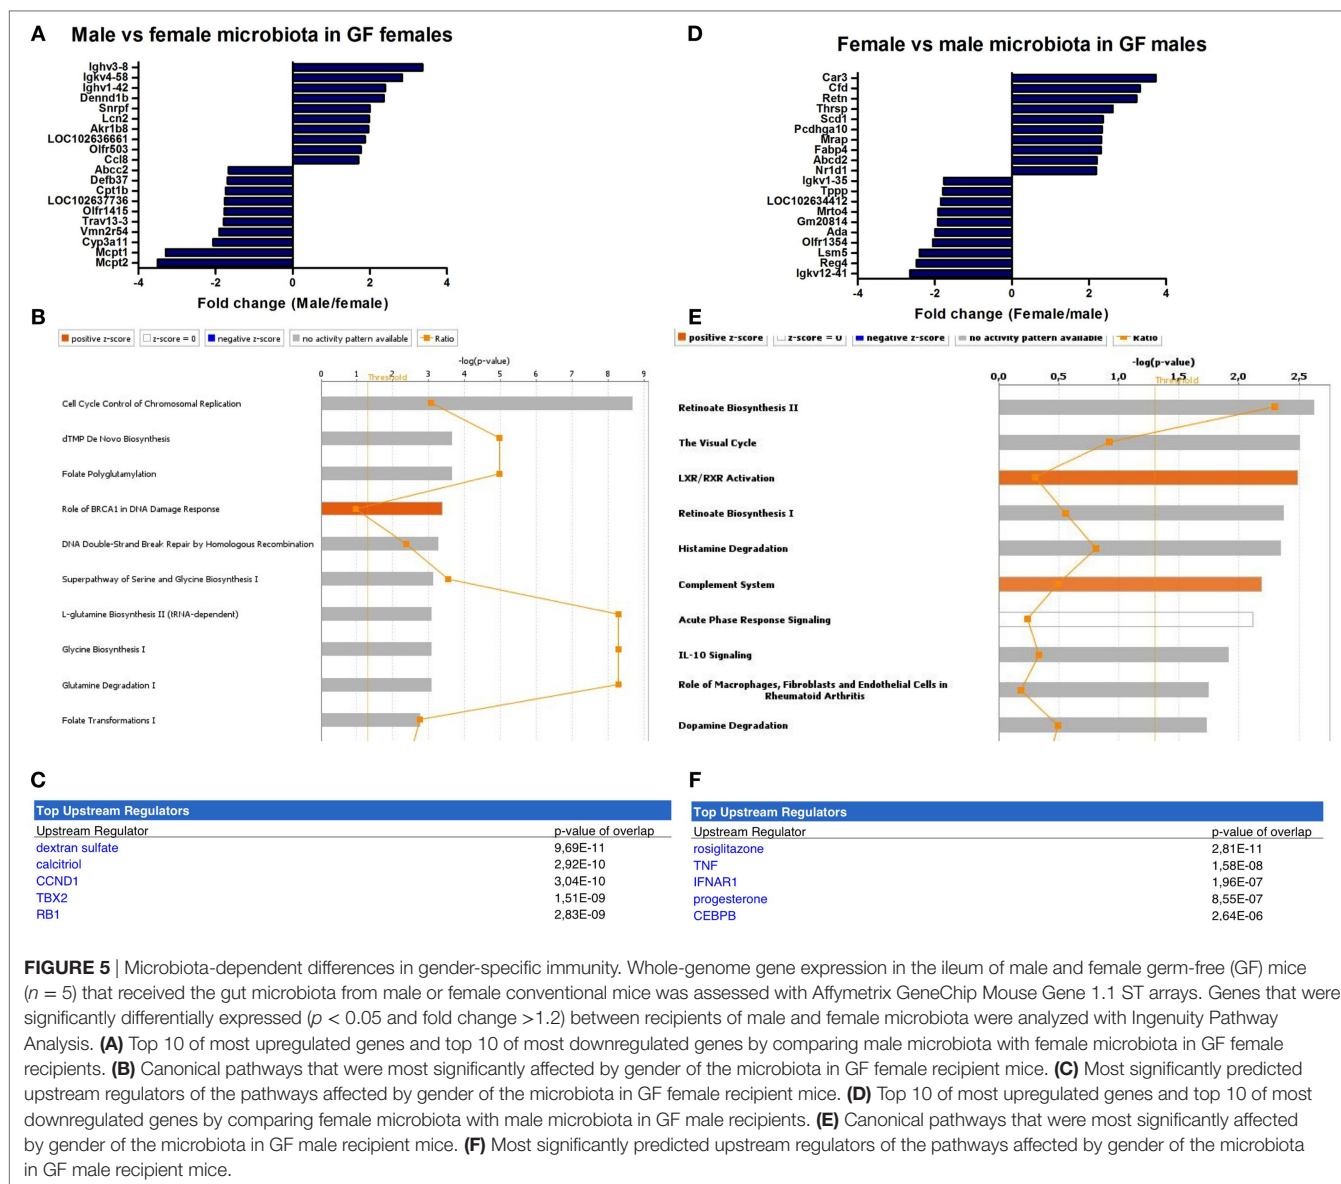 A
Male vs female microbiota in GF females
Ighv3-8
Igkv4-58
Ighv1-42
Dennd1b
Snrpf
Lcn2
Akr1b8
LOC102636661
Olfr503
Ccl8
Abcc2
Defb37
Cpt1b
LOC102637736
Olfr1415
Trav13-3
Vmn2r54
Cyp3a11
Mcpt1
Mcpt2
-4 -2 0 2 4
Fold change (Male/female)
D
Female vs male microbiota in GF males
Car3
Cfd
Retn
Thrsp
Scd1
Pcdhga10
Mrap
Fabp4
Abcd2
Nr1d1
Igkv1-35
Tppp
LOC102634412
Mrto4
Gm20814
Ada
Olfr1354
Lsm5
Reg4
Igkv12-41
-4 -2 0 2 4
Fold change (Female/male)
B
positive z-score z-score = 0 negative z-score no activity pattern available Ratio
-log(p-value)
0 1 2 3 4 5 6 7 8 9
Threshold
Cell Cycle Control of Chromosomal Replication
dTMP De Novo Biosynthesis
Folate Polyglutamylation
Role of BRCA1 in DNA Damage Response
DNA Double-Strand Break Repair by Homologous Recombination
Superpathway of Serine and Glycine Biosynthesis I
L-glutamine Biosynthesis II (tRNA-dependent)
Glycine Biosynthesis I
Glutamine Degradation I
Folate Transformations I
E
positive z-score z-score = 0 negative z-score no activity pattern available Ratio
-log(p-value)
0,0 0,5 1,0 1,5 2,0 2,5
Threshold
Retinoate Biosynthesis II
The Visual Cycle
LXR/RXR Activation
Retinoate Biosynthesis I
Histamine Degradation
Complement System
Acute Phase Response Signaling
IL-10 Signaling
Role of Macrophages, Fibroblasts and Endothelial Cells in
Rheumatoid Arthritis
Dopamine Degradation
C
Top Upstream Regulators
Upstream Regulator p-value of overlap
dextran sulfate 9,69E-11
calcitriol 2,92E-10
CCND1 3,04E-10
TBX2 1,51E-09
RB1 2,83E-09
F
Top Upstream Regulators
Upstream Regulator p-value of overlap
rosiglitazone 2,81E-11
TNF 1,58E-08
IFNAR1 1,96E-07
progesterone 8,55E-07
CEBPB 2,64E-06
FIGURE 5 | Microbiota-dependent differences in gender-specific immunity. Whole-genome gene expression in the ileum of male and female germ-free (GF) mice
(n = 5) that received the gut microbiota from male or female conventional mice was assessed with Affymetrix GeneChip Mouse Gene 1.1 ST arrays. Genes that were
significantly differentially expressed (p < 0.05 and fold change >1.2) between recipients of male and female microbiota were analyzed with Ingenuity Pathway
Analysis. (A) Top 10 of most upregulated genes and top 10 of most downregulated genes by comparing male microbiota with female microbiota in GF female
recipients. (B) Canonical pathways that were most significantly affected by gender of the microbiota in GF female recipient mice. (C) Most significantly predicted
upstream regulators of the pathways affected by gender of the microbiota in GF female recipient mice. (D) Top 10 of most upregulated genes and top 10 of most
downregulated genes by comparing female microbiota with male microbiota in GF male recipients. (E) Canonical pathways that were most significantly affected
by gender of the microbiota in GF male recipient mice. (F) Most significantly predicted upstream regulators of the pathways affected by gender of the microbiota
in GF male recipient mice.